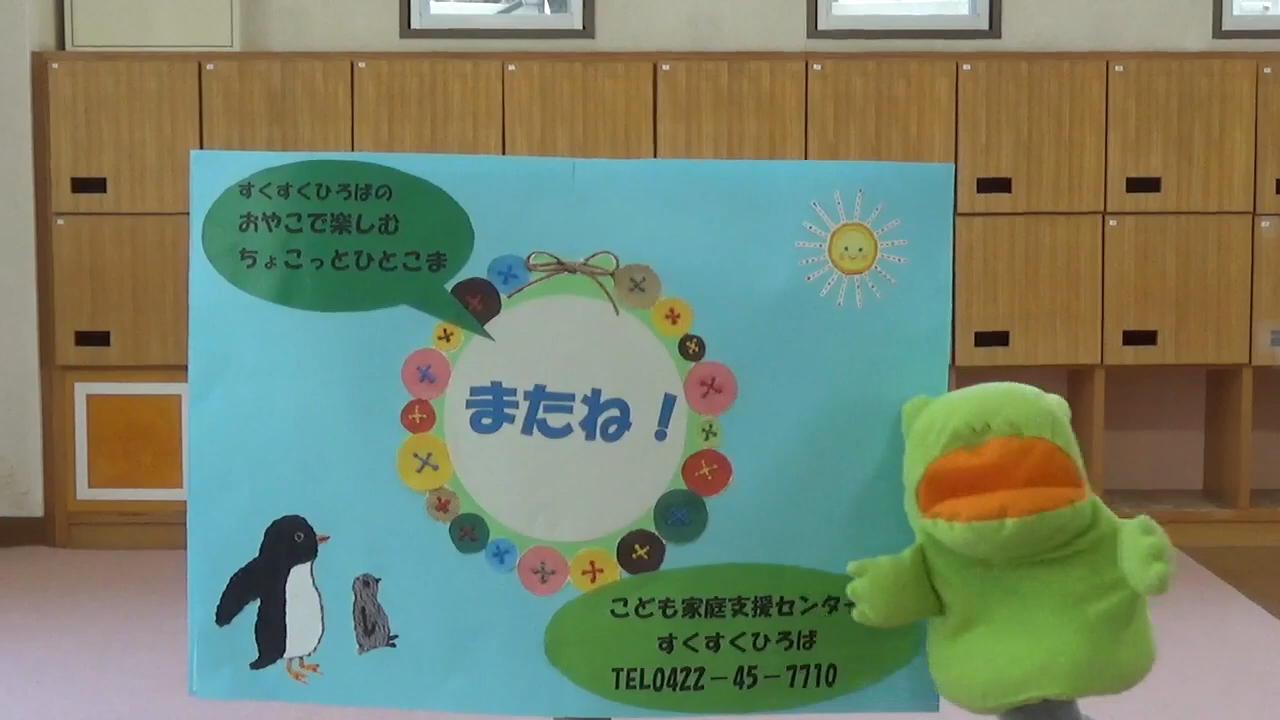 すくすくひろばの
おやこで楽しむ
ちょこっとひとこま
またね！
こども家庭支援センター
すくすくひろば
TEL0422－45－7710